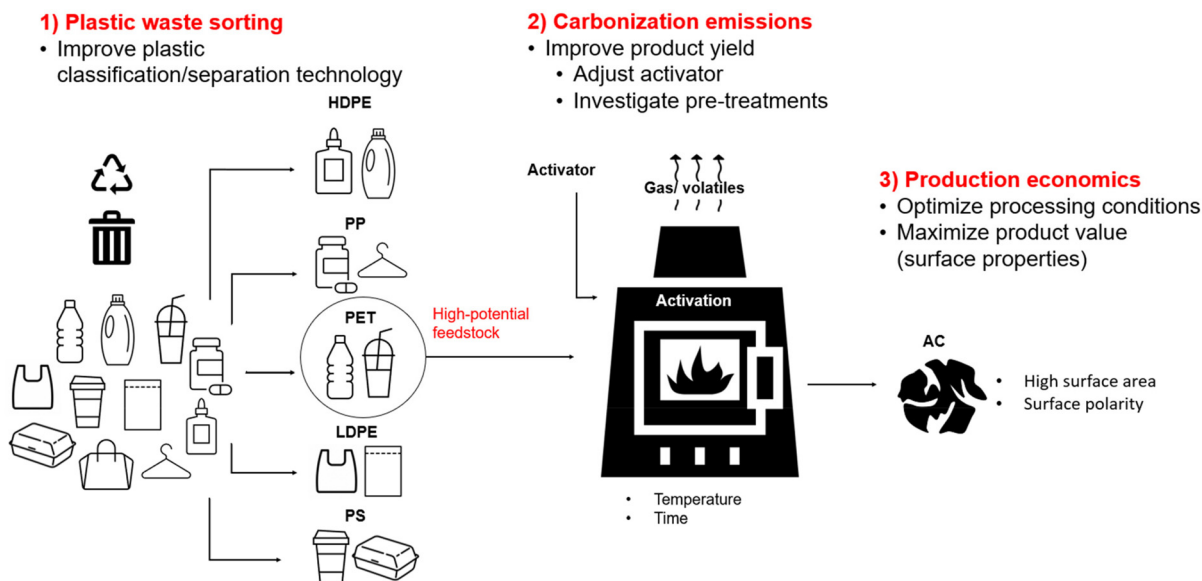 1) Plastic waste sorting
• Improve plastic
classification/separation technology
HDPE
PP
PET
LDPE
PS
High-potential
feedstock
2) Carbonization emissions
• Improve product yield
• Adjust activator
• Investigate pre-treatments
Activator
Gas/ volatiles
Activation
• Temperature
• Time
3) Production economics
• Optimize processing conditions
• Maximize product value
(surface properties)
AC
• High surface area
• Surface polarity